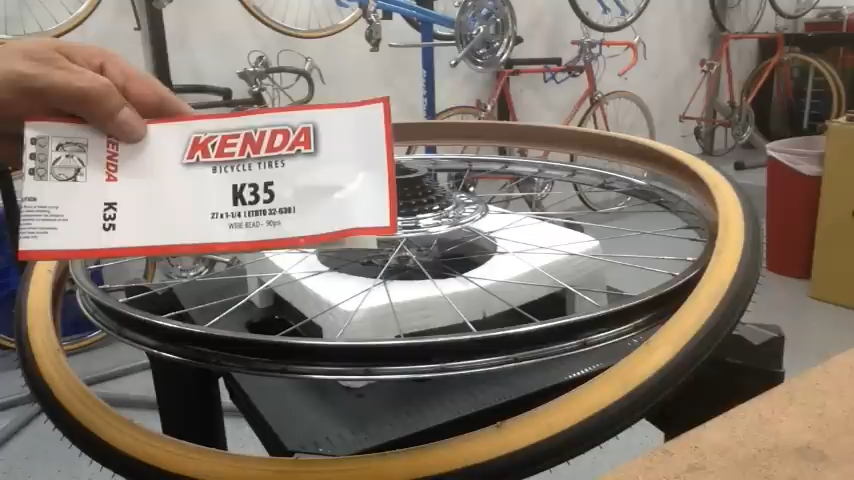 KENDA
BICYCLE TIRES
K35
27 x 1-1/4 [ETRTO 32-630]
WIRE BEAD - 90psi
KENDA
K35